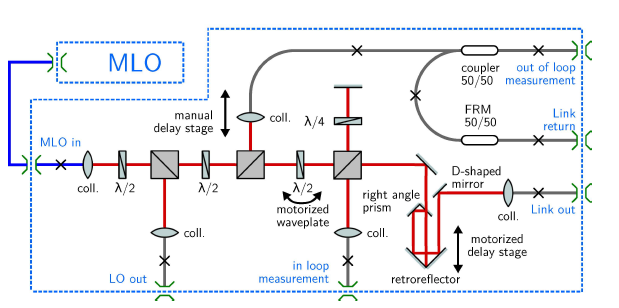 MLO
coupler
50/50
out of loop
measurement
manual
delay stage
coll.
λ/4
FRM
50/50
Link
return
MLO in
coll.
λ/2
λ/2
λ/2
motorized
waveplate
right angle
prism
D-shaped
mirror
coll.
Link out
coll.
coll.
motorized
delay stage
LO out
in loop
measurement
retroreflector